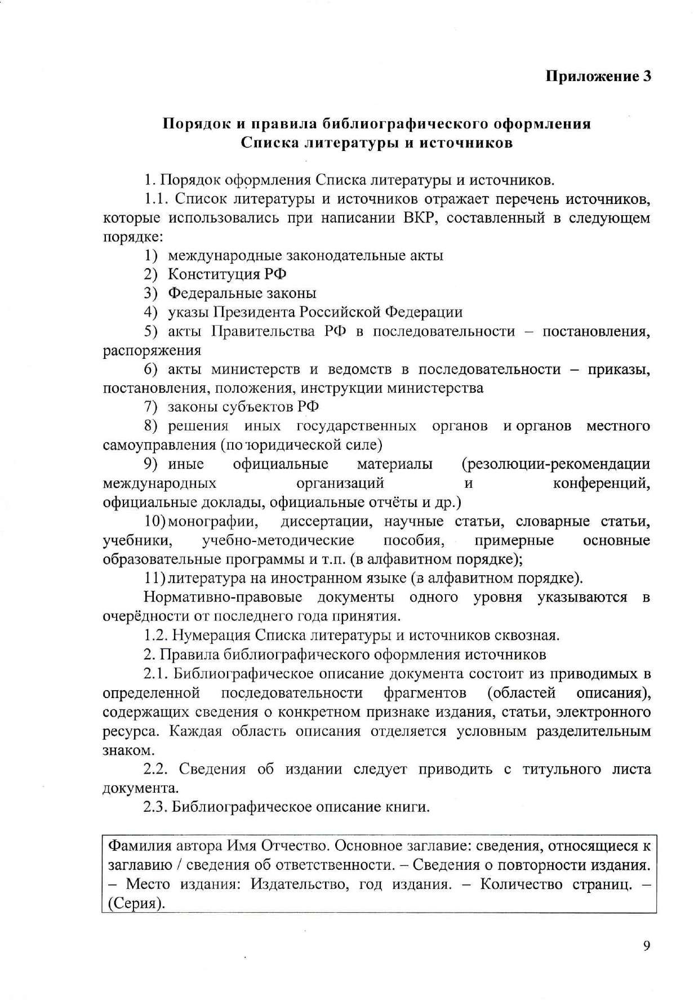 Приложение 3
Порядок и правила библиографического оформления
Списка литературы и источников
1. Порядок оформления Списка литературы и источников.
1.1. Список литературы и источников отражает перечень источников,
которые использовались при написании ВКР, составленный в следующем
порядке:
1) международные законодательные акты
2) Конституция РФ
3) Федеральные законы
4) указы Президента Российской Федерации
5) акты Правительства РФ в последовательности – постановления,
распоряжения
6) акты министерств и ведомств в последовательности – приказы,
постановления, положения, инструкции министерства
7) законы субъектов РФ
8) решения иных государственных органов и органов местного
самоуправления (по юридической силе)
9) иные официальные материалы (резолюции-рекомендации
международных организаций и конференций,
официальные доклады, официальные отчёты и др.)
10) монографии, диссертации, научные статьи, словарные статьи,
учебники, учебно-методические пособия, примерные основные
образовательные программы и т.п. (в алфавитном порядке);
11) литература на иностранном языке (в алфавитном порядке).
Нормативно-правовые документы одного уровня указываются в
очерёдности от последнего года принятия.
1.2. Нумерация Списка литературы и источников сквозная.
2. Правила библиографического оформления источников
2.1. Библиографическое описание документа состоит из приводимых в
определенной последовательности фрагментов (областей описания),
содержащих сведения о конкретном признаке издания, статьи, электронного
ресурса. Каждая область описания отделяется условным разделительным
знаком.
2.2. Сведения об издании следует приводить с титульного листа
документа.
2.3. Библиографическое описание книги.
Фамилия автора Имя Отчество. Основное заглавие: сведения, относящиеся к
заглавию / сведения об ответственности. – Сведения о повторности издания.
– Место издания: Издательство, год издания. – Количество страниц. –
(Серия).
9